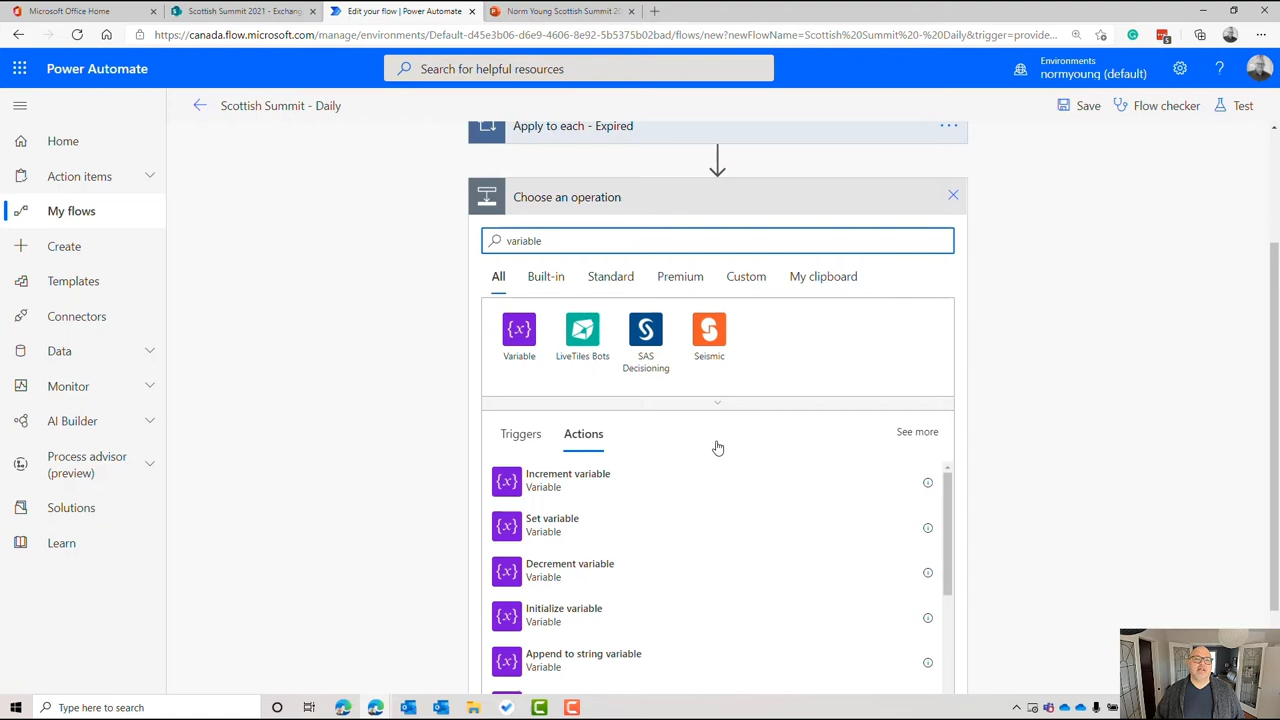 Microsoft Office Home
Scottish Summit 2021 - Exchang
Edit your flow | Power Automate
Norm Young Scottish Summit 20
https://canada.flow.microsoft.com/manage/environments/Default-d45e3b06-d6e9-4606-8e92-5b5375b02bad/flows/new?newFlowName=Scottish%20Summit%20-%20Daily&trigger=provide...
Power Automate
Search for helpful resources
Environments
normyoung (default)
Scottish Summit - Daily
Save
Flow checker
Test
Home
Action items
My flows
Create
Templates
Connectors
Data
Monitor
AI Builder
Process advisor
(preview)
Solutions
Learn
Apply to each - Expired
Choose an operation
variable
All
Built-in
Standard
Premium
Custom
My clipboard
Variable
LiveTiles Bots
SAS
Decisioning
Seismic
Triggers
Actions
See more
Increment variable
Variable
Set variable
Variable
Decrement variable
Variable
Initialize variable
Variable
Append to string variable
Variable
Type here to search